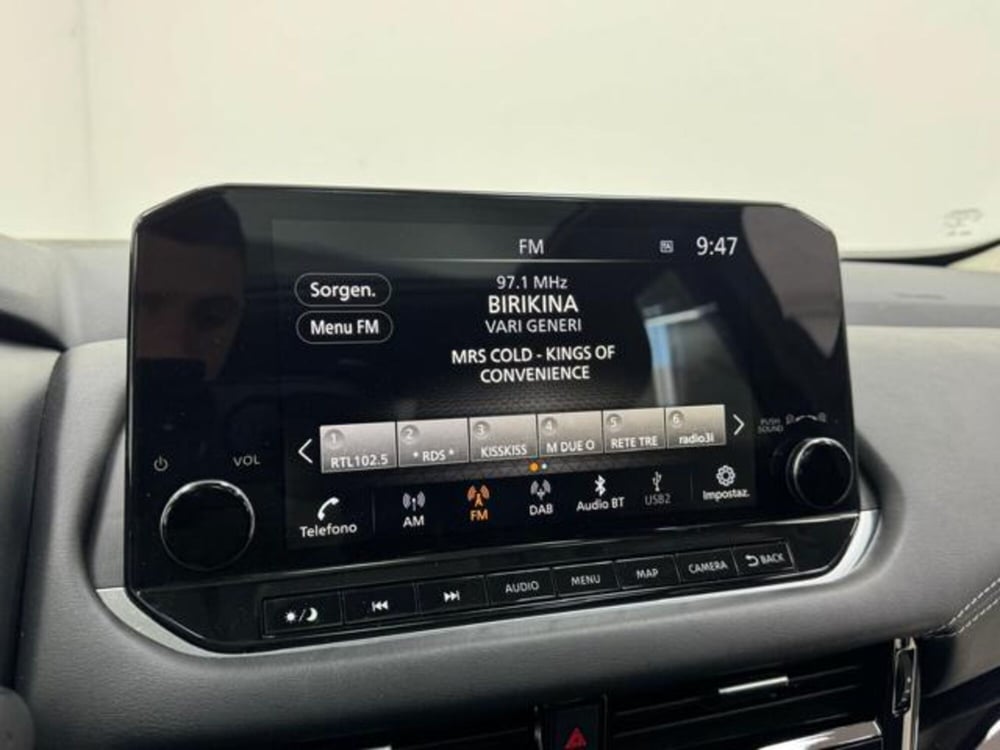 FM
TA
9:47
Sorgen.
Menu FM
97.1 MHz
BIRIKINA
VARI GENERI
MRS COLD - KINGS OF
CONVENIENCE
1 RTL102.5
2 * RDS *
3 KISSKISS
4 M DUE O
5 RETE TRE
6 radio3i
VOL
PUSH
SOUND
Telefono
AM
FM
DAB
Audio BT
USB2
Impostaz.
AUDIO
MENU
MAP
CAMERA
BACK